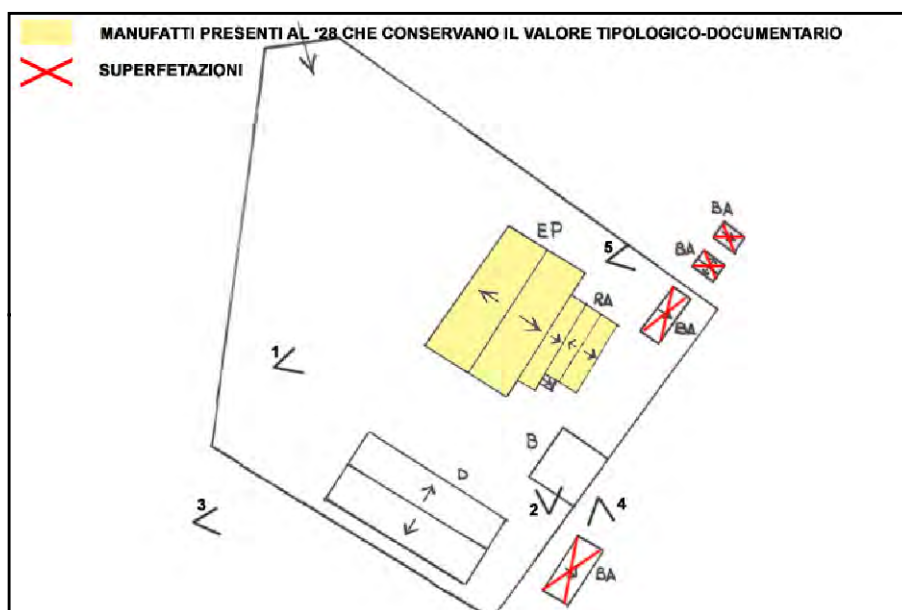 MANUFATTI PRESENTI AL '28 CHE CONSERVANO IL VALORE TIPOLOGICO-DOCUMENTARIO
SUPERFETAZIONI
BA
EP
5
BA
RA
BA
1
B
D
3
2
4
BA